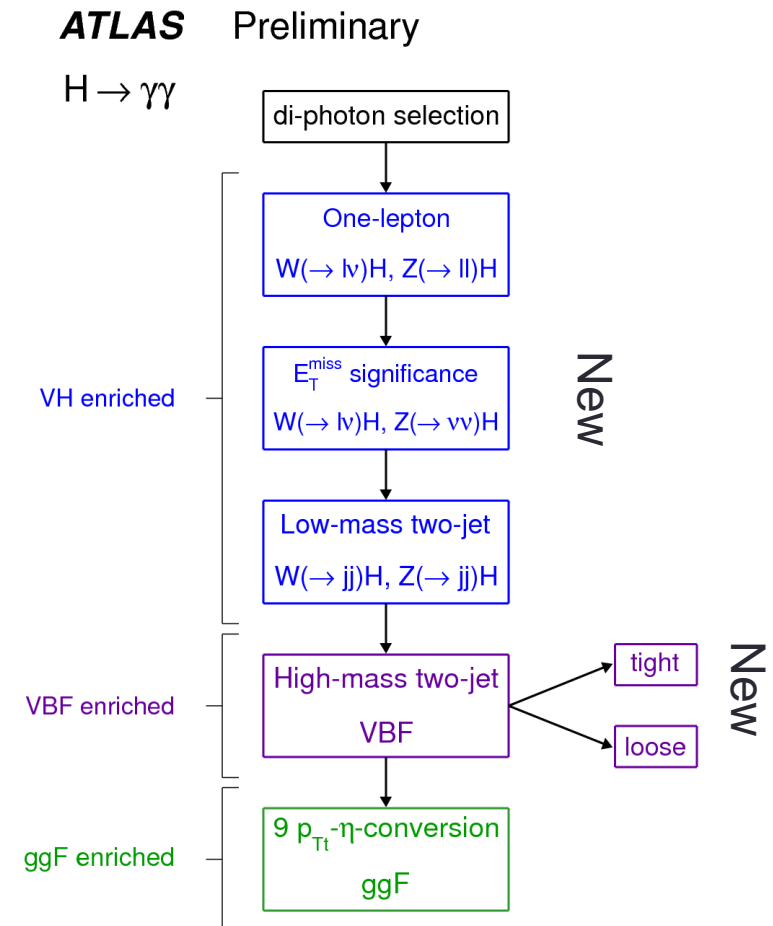 ATLAS Preliminary
H → γγ
di-photon selection
One-lepton
W(→ lν)H, Z(→ ll)H
E_T^miss significance
W(→ lν)H, Z(→ νν)H
New
VH enriched
Low-mass two-jet
W(→ jj)H, Z(→ jj)H
High-mass two-jet
VBF
VBF enriched
tight
loose
New
9 p_Tt-η-conversion
ggF
ggF enriched